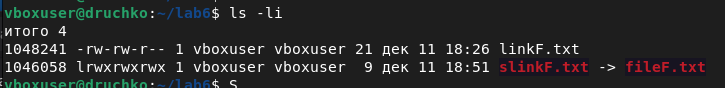 vboxuser@druchko:~/lab6$ ls -li
итого 4
1048241 -rw-rw-r-- 1 vboxuser vboxuser 21 дек 11 18:26 linkF.txt
1046058 lrwxrwxrwx 1 vboxuser vboxuser  9 дек 11 18:51 slinkF.txt -> fileF.txt
vboxuser@druchko:~/lab6$ S